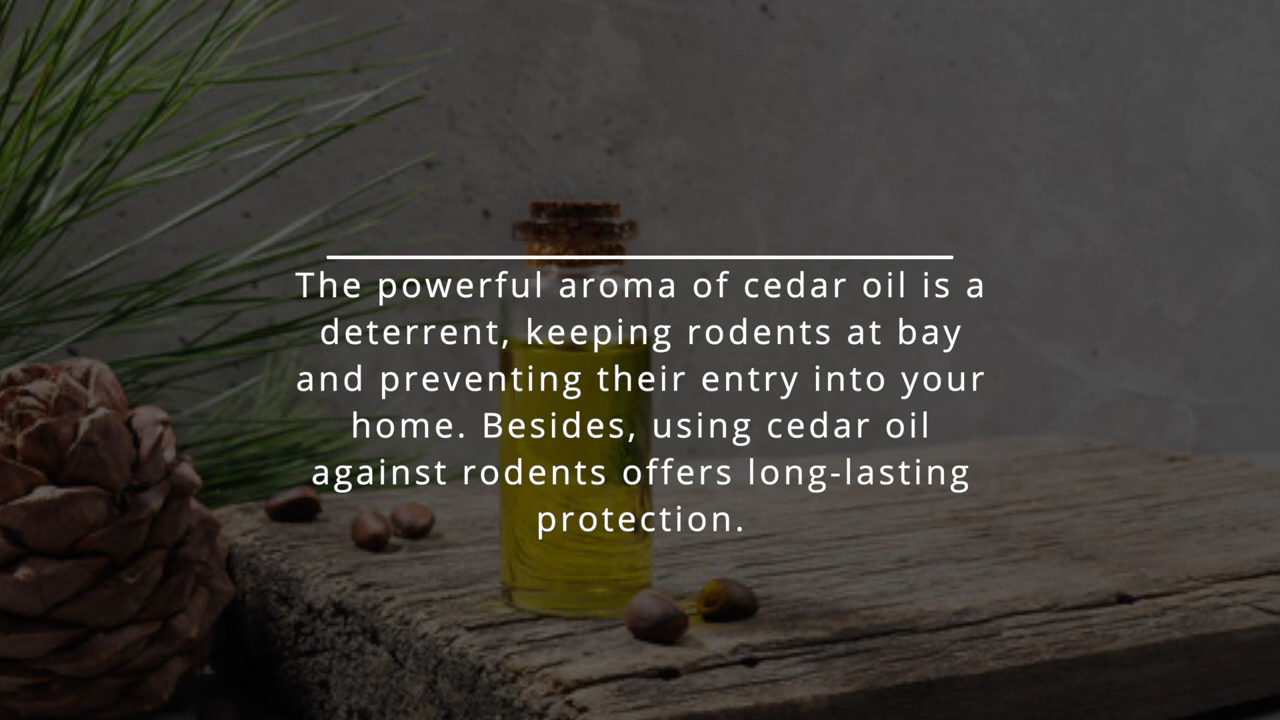 The powerful aroma of cedar oil is a
deterrent, keeping rodents at bay
and preventing their entry into your
home. Besides, using cedar oil
against rodents offers long-lasting
protection.